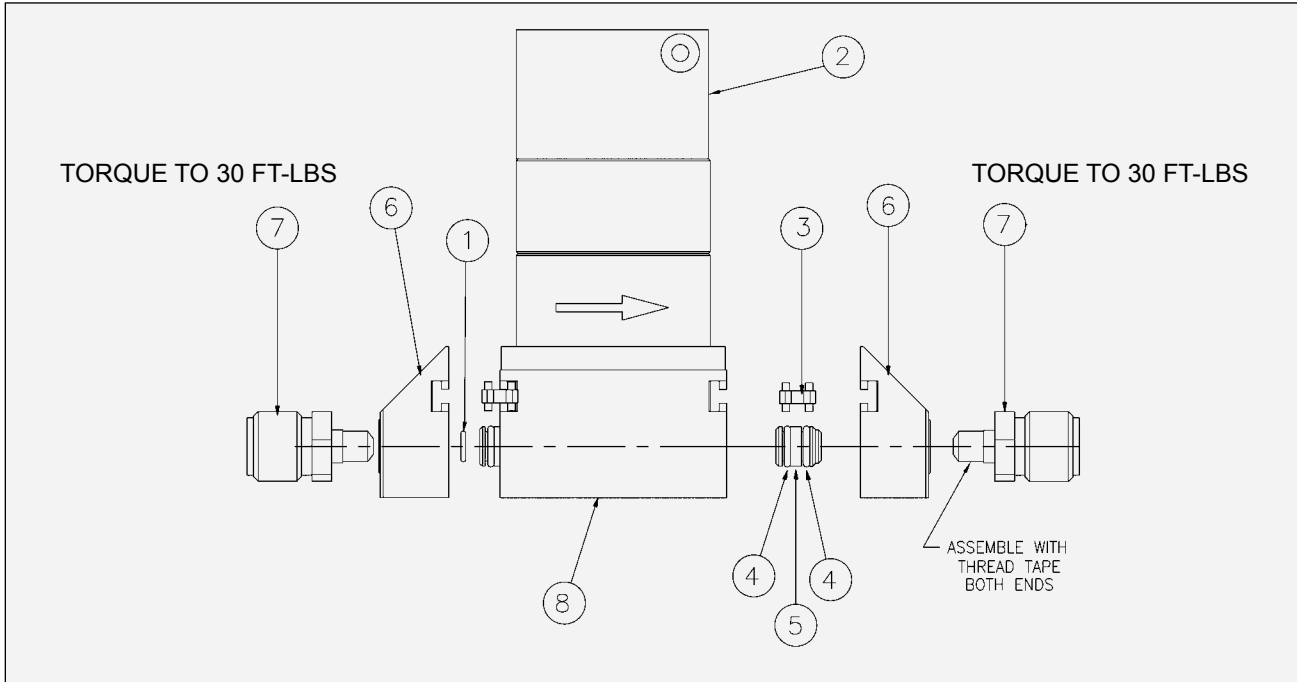 2
TORQUE TO 30 FT-LBS
TORQUE TO 30 FT-LBS
6
6
7
1
3
7
ASSEMBLE WITH
THREAD TAPE
BOTH ENDS
4
4
8
5